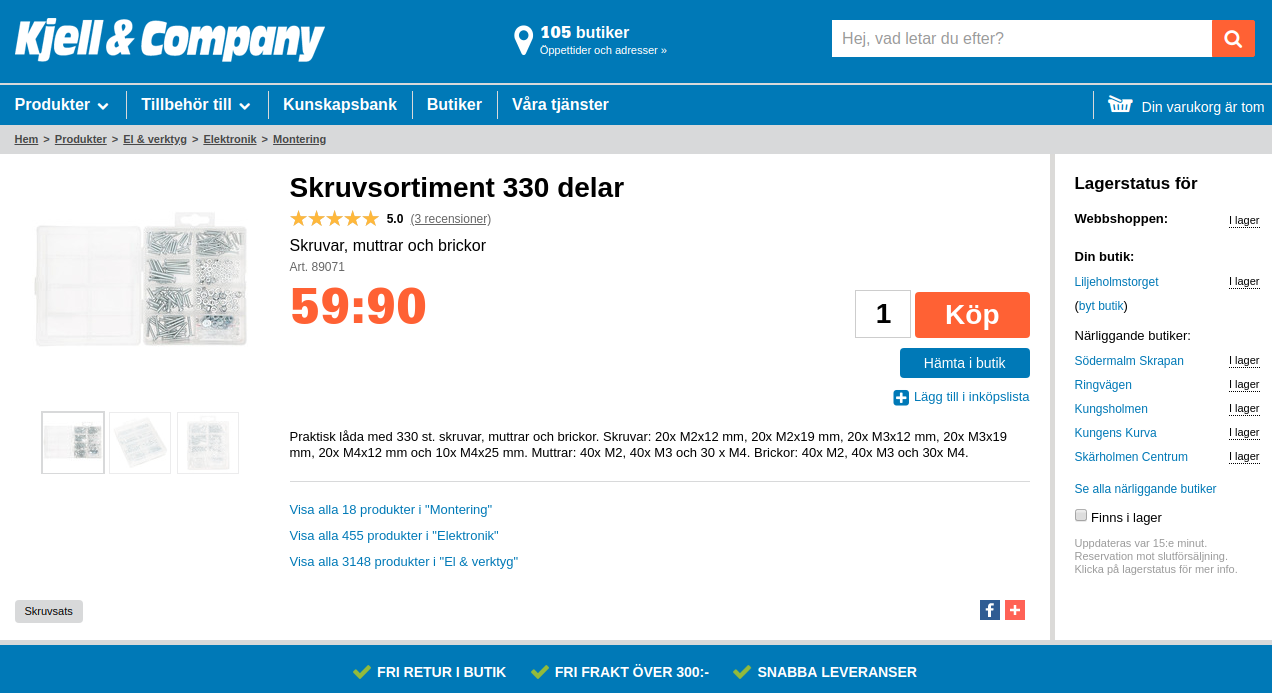 Kjell & Company
105 butiker
Öppettider och adresser »
Hej, vad letar du efter?
Produkter
Tillbehör till
Kunskapsbank
Butiker
Våra tjänster
Din varukorg är tom
Hem > Produkter > El & verktyg > Elektronik > Montering
Skruvsortiment 330 delar
5.0 (3 recensioner)
Skruvar, muttrar och brickor
Art. 89071
59:90
1
Köp
Hämta i butik
Lägg till i inköpslista
Praktisk låda med 330 st. skruvar, muttrar och brickor. Skruvar: 20x M2x12 mm, 20x M2x19 mm, 20x M3x12 mm, 20x M3x19
mm, 20x M4x12 mm och 10x M4x25 mm. Muttrar: 40x M2, 40x M3 och 30 x M4. Brickor: 40x M2, 40x M3 och 30x M4.
Visa alla 18 produkter i "Montering"
Visa alla 455 produkter i "Elektronik"
Visa alla 3148 produkter i "El & verktyg"
Skruvsats
Lagerstatus för
Webbshoppen: I lager
Din butik:
Liljeholmstorget I lager
(byt butik)
Närliggande butiker:
Södermalm Skrapan I lager
Ringvägen I lager
Kungsholmen I lager
Kungens Kurva I lager
Skärholmen Centrum I lager
Se alla närliggande butiker
Finns i lager
Uppdateras var 15:e minut.
Reservation mot slutförsäljning.
Klicka på lagerstatus för mer info.
FRI RETUR I BUTIK
FRI FRAKT ÖVER 300:-
SNABBA LEVERANSER